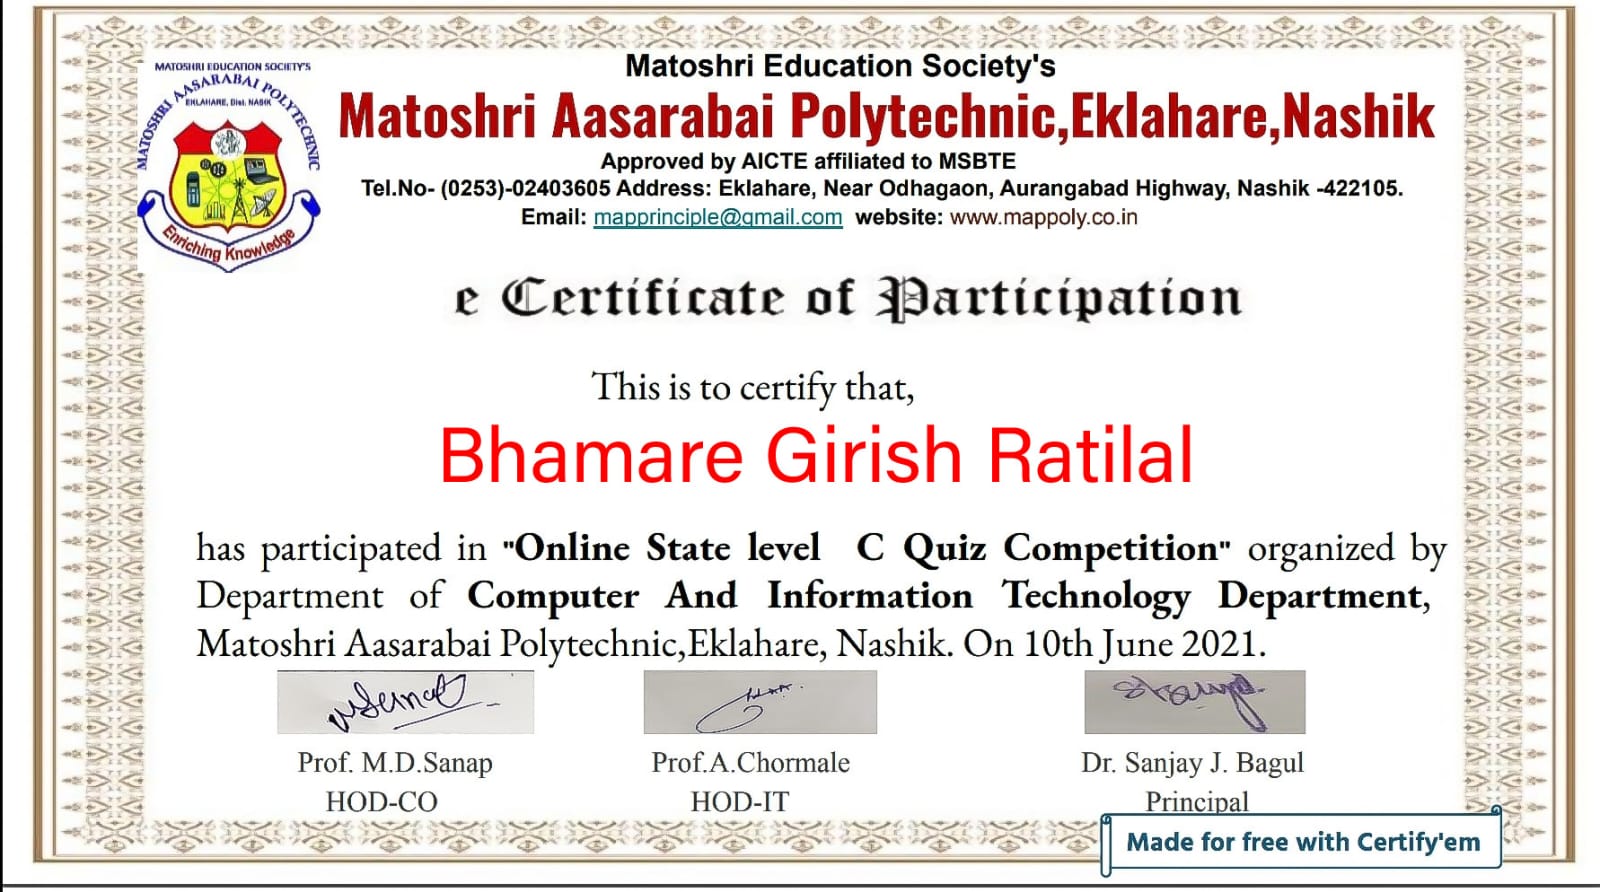 MATOSHRI EDUCATION SOCIETY'S
MATOSHRI AASARABAI POLYTECHNIC
EKLAHARE, Dist. NASIK
Enriching Knowledge
Matoshri Education Society's
Matoshri Aasarabai Polytechnic,Eklahare,Nashik
Approved by AICTE affiliated to MSBTE
Tel.No- (0253)-02403605 Address: Eklahare, Near Odhagaon, Aurangabad Highway, Nashik -422105.
Email: mapprinciple@gmail.com website: www.mappoly.co.in
e Certificate of Participation
This is to certify that,
Bhamare Girish Ratilal
has participated in "Online State level C Quiz Competition" organized by
Department of Computer And Information Technology Department,
Matoshri Aasarabai Polytechnic,Eklahare, Nashik. On 10th June 2021.
Prof. M.D.Sanap Prof.A.Chormale Dr. Sanjay J. Bagul
HOD-CO HOD-IT Principal
Made for free with Certify'em